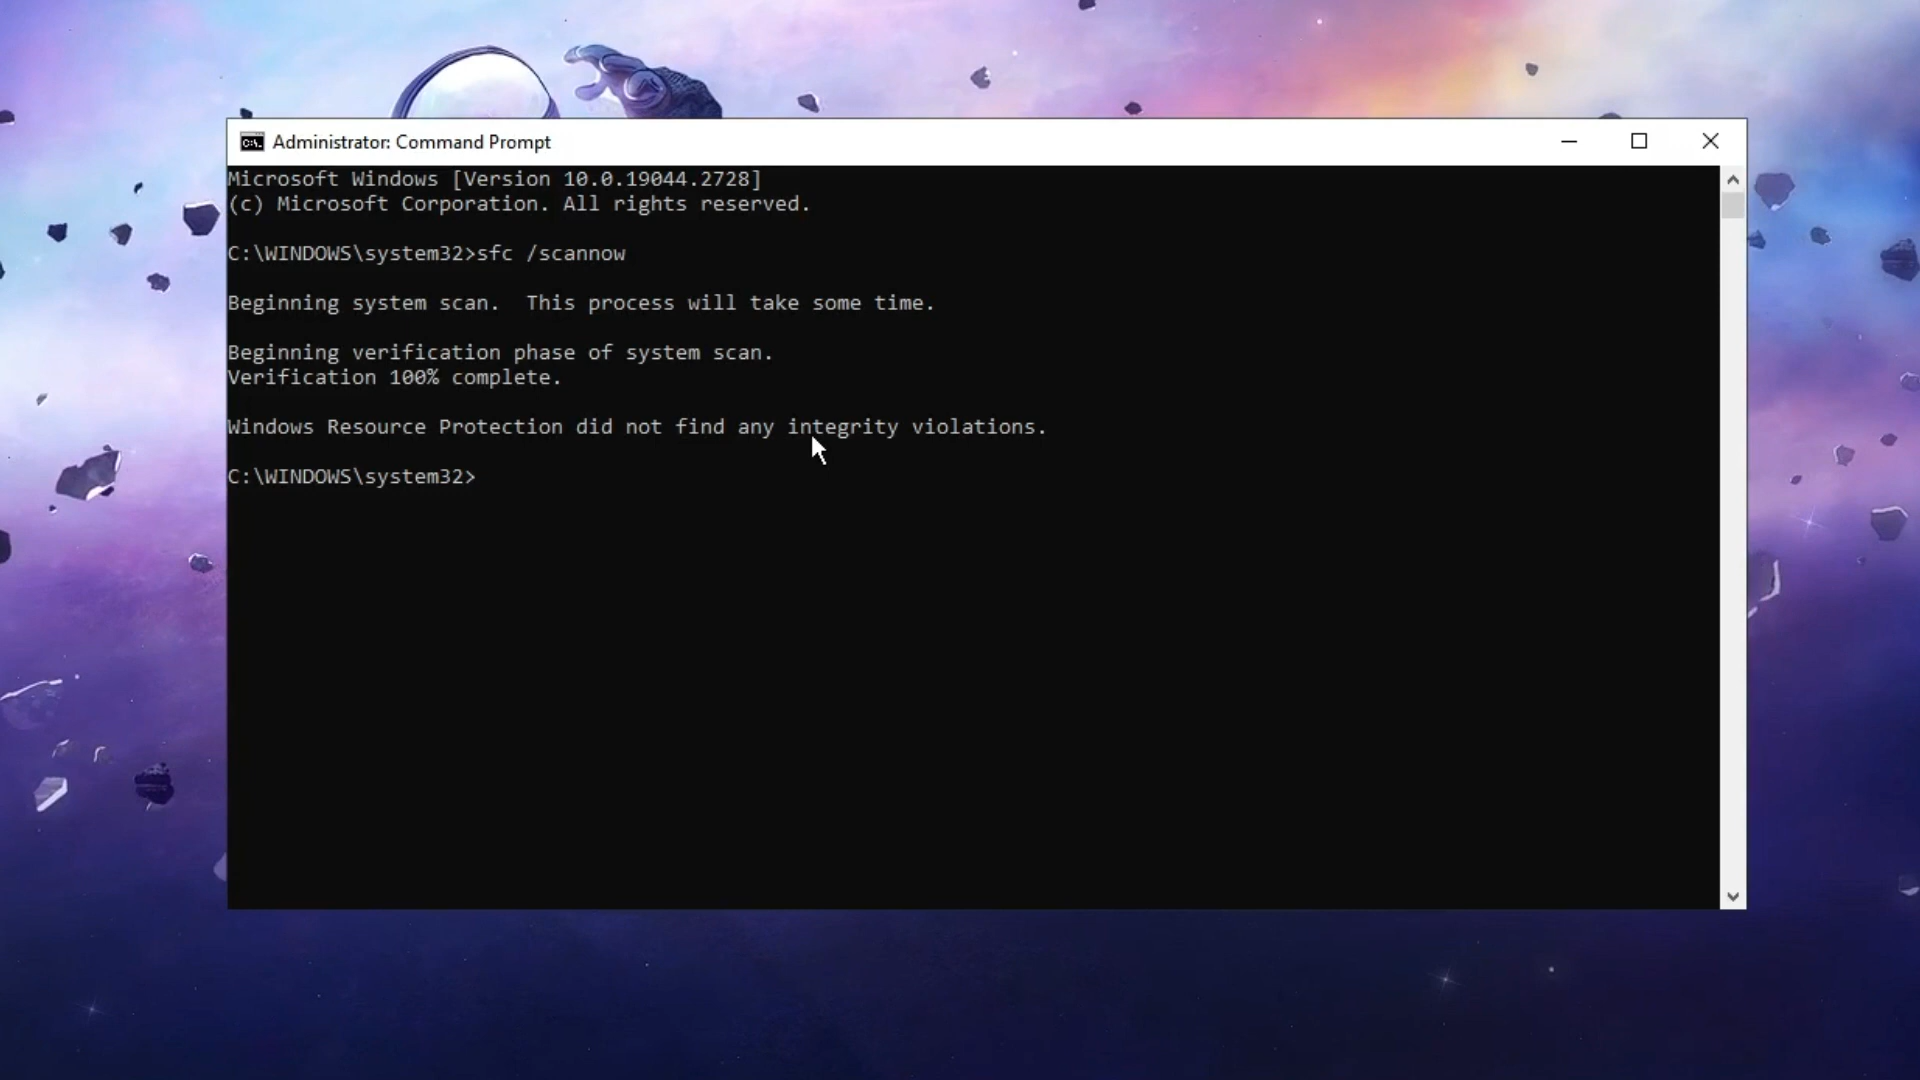 Administrator: Command Prompt
Microsoft Windows [Version 10.0.19044.2728]
(c) Microsoft Corporation. All rights reserved.
C:\WINDOWS\system32>sfc /scannow
Beginning system scan.  This process will take some time.
Beginning verification phase of system scan.
Verification 100% complete.
Windows Resource Protection did not find any integrity violations.
C:\WINDOWS\system32>